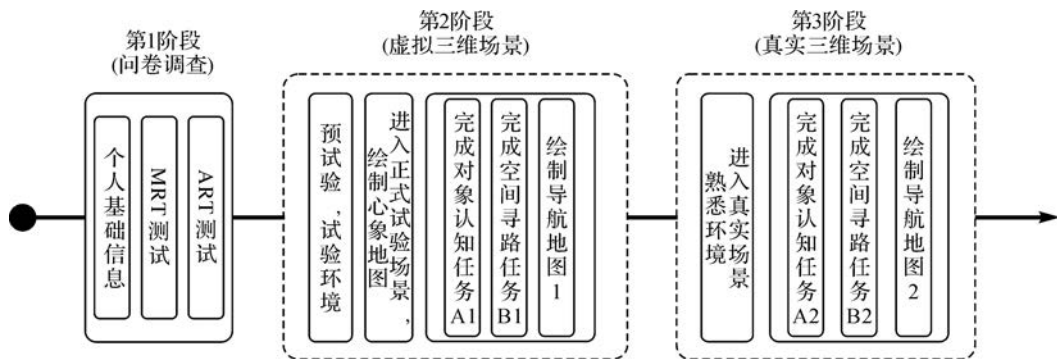 第1阶段
(问卷调查)
个人基础信息
MRT测试
ART测试
第2阶段
(虚拟三维场景)
预试验,试验环境
进入正式试验场景,
绘制心象地图
完成对象认知任务A1
完成空间寻路任务B1
绘制导航地图1
第3阶段
(真实三维场景)
进入真实场景
熟悉环境
完成对象认知任务A2
完成空间寻路任务B2
绘制导航地图2